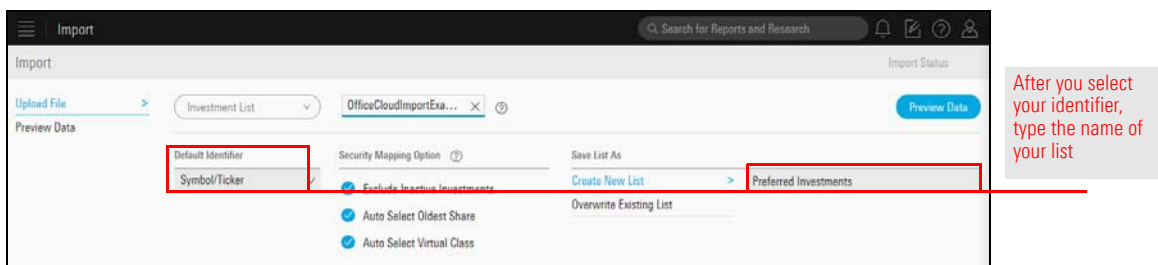 Import
Search for Reports and Research
Import
Import Status
Upload File >
Investment List
OfficeCloudImportExa... ×
Preview Data
Preview Data
Default Identifier
Symbol/Ticker
Security Mapping Option
Exclude Inactive Investments
Auto Select Oldest Share
Auto Select Virtual Class
Save List As
Create New List >
Overwrite Existing List
Preferred Investments
After you select
your identifier,
type the name of
your list